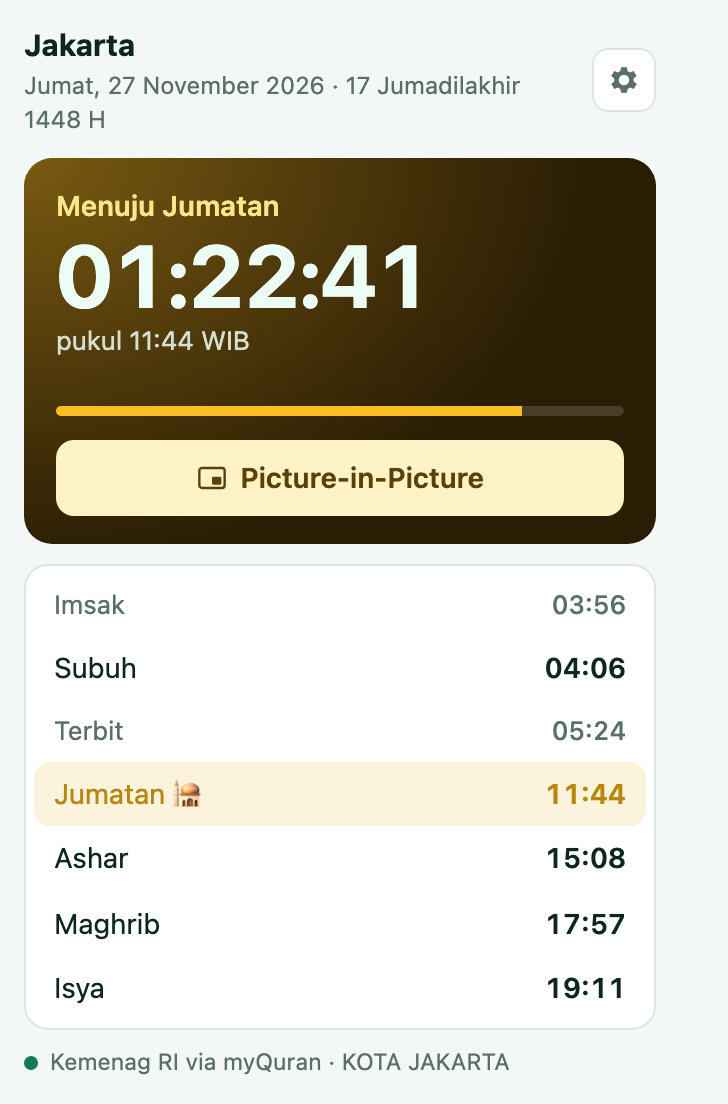 Jakarta
Jumat, 27 November 2026 · 17 Jumadilakhir
1448 H
Menuju Jumatan
01:22:41
pukul 11:44 WIB
Picture-in-Picture
Imsak 03:56
Subuh 04:06
Terbit 05:24
Jumatan 🕌 11:44
Ashar 15:08
Maghrib 17:57
Isya 19:11
Kemenag RI via myQuran · KOTA JAKARTA